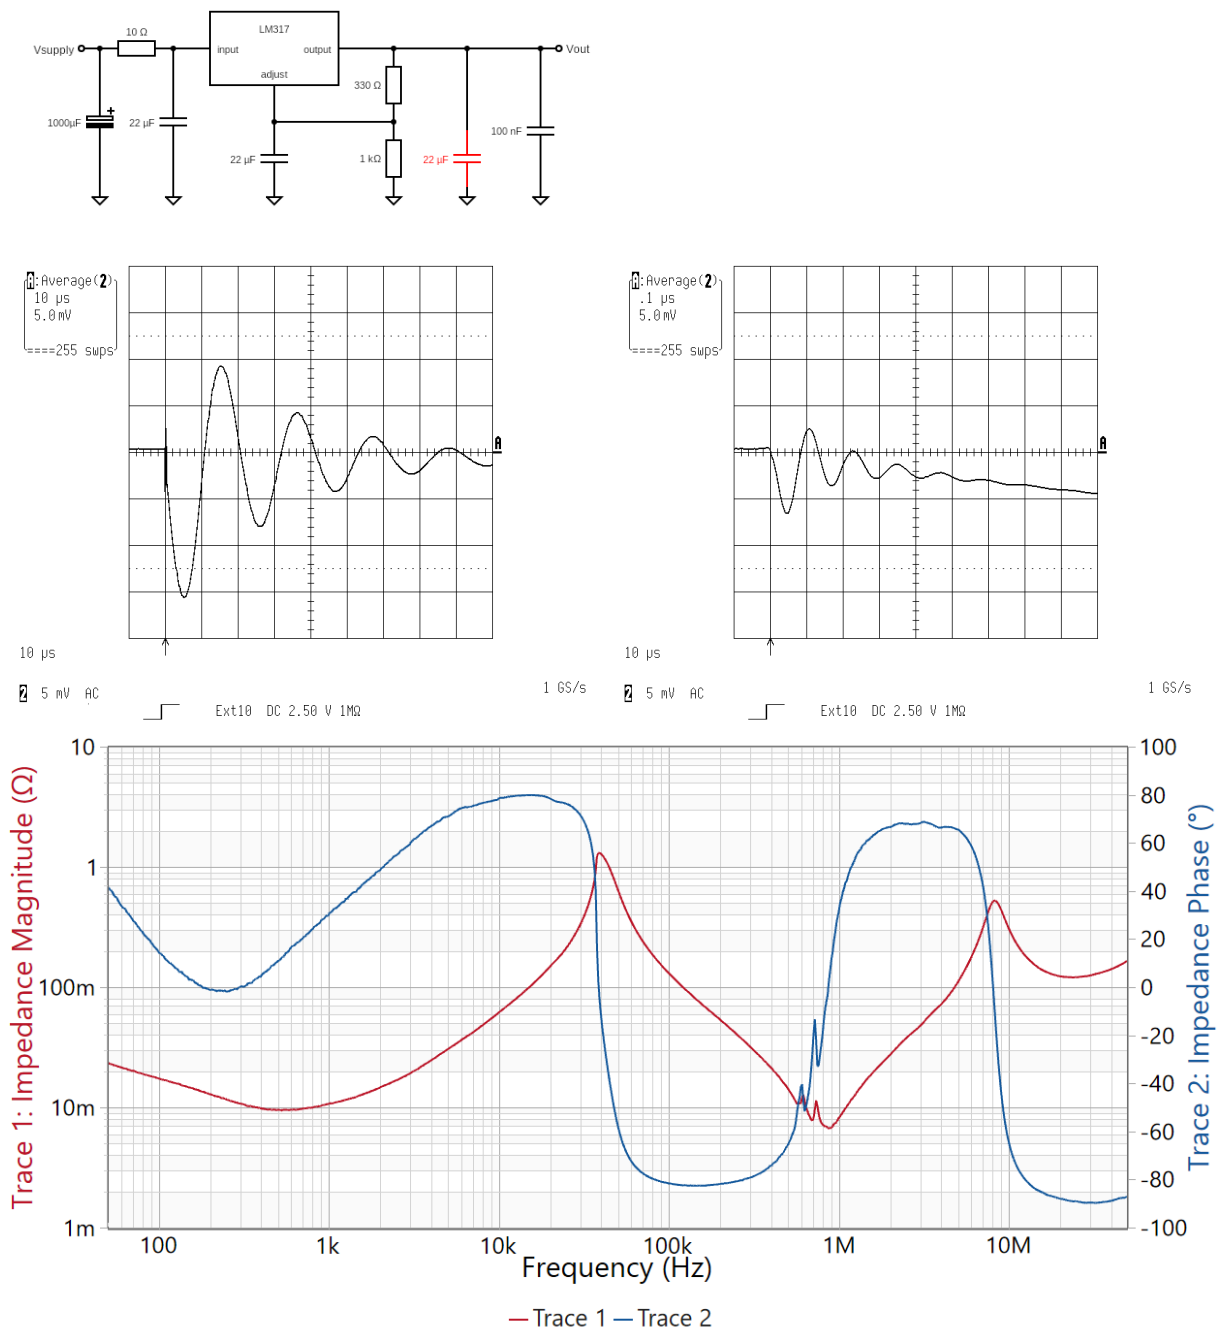 LM317
10 Ω
Vsupply
input
output
Vout
adjust
330 Ω
1000µF
22 µF
100 nF
22 µF
1 kΩ
22 µF
A:Average(2)
10 µs
5.0mV
====255 swps
A
10 µs
1 GS/s
2 5 mV AC
Ext10 DC 2.50 V 1MΩ
A:Average(2)
.1 µs
5.0mV
====255 swps
A
10 µs
1 GS/s
2 5 mV AC
Ext10 DC 2.50 V 1MΩ
Trace 1: Impedance Magnitude (Ω)
10
1
100m
10m
1m
100
80
60
40
20
0
-20
-40
-60
-80
-100
Trace 2: Impedance Phase (°)
100
1k
10k
100k
1M
10M
Frequency (Hz)
Trace 1
Trace 2